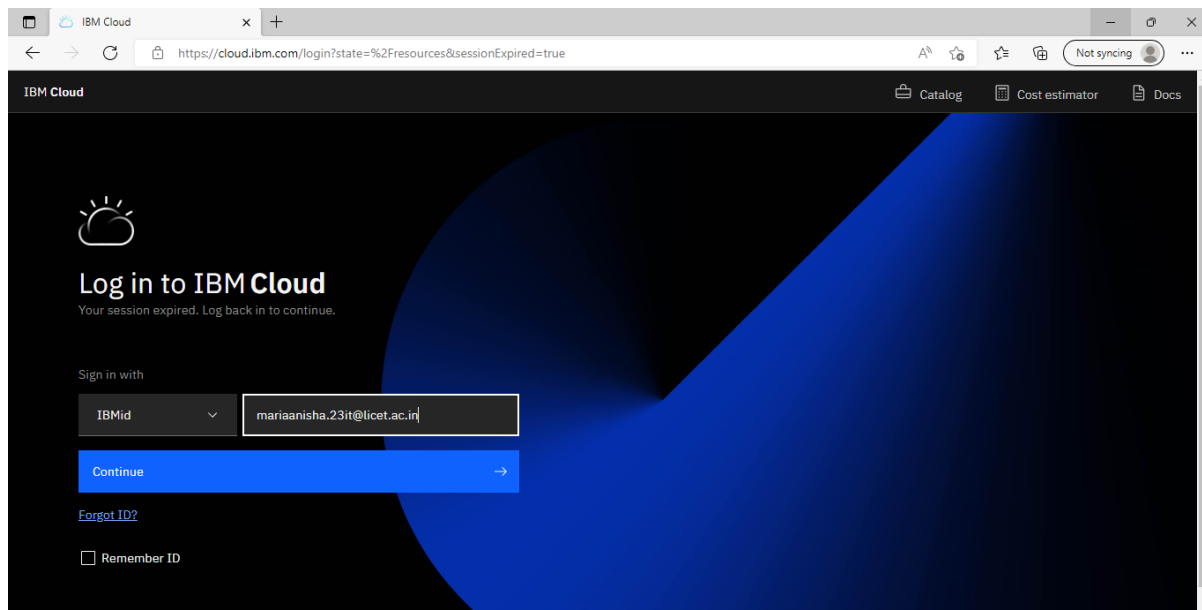 IBM Cloud
https://cloud.ibm.com/login?state=%2Fresources&sessionExpired=true
Not syncing
IBM Cloud
Catalog
Cost estimator
Docs
Log in to IBM Cloud
Your session expired. Log back in to continue.
Sign in with
IBMid
mariaanisha.23it@licet.ac.in
Continue
Forgot ID?
Remember ID